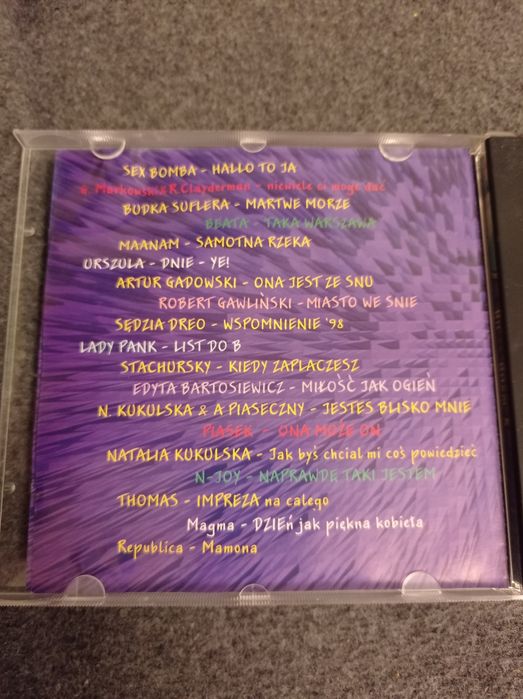 SEX BOMBA - HALLO TO JA
G. Markowski & R. Clayderman - niewiele ci mogę dać
BUDKA SUFLERA - MARTWE MORZE
BEATA - TAKA WARSZAWA
MAANAM - SAMOTNA RZEKA
URSZULA - DNIE - YE!
ARTUR GADOWSKI - ONA JEST ZE SNU
ROBERT GAWLIŃSKI - MIASTO WE SNIE
SĘDZIA DREO - WSPOMNIENIE '98
LADY PANK - LIST DO B
STACHURSKY - KIEDY ZAPŁACZESZ
EDYTA BARTOSIEWICZ - MIŁOŚĆ JAK OGIEŃ
N. KUKULSKA & A PIASECZNY - JESTES BLISKO MNIE
PIASEK - ONA MOŻE ON
NATALIA KUKULSKA - Jak byś chciał mi coś powiedzieć
N-JOY - NAPRAWDĘ TAKI JESTEM
THOMAS - IMPREZA na całego
Magma - DZIEń jak piękna kobieta
Republica - Mamona